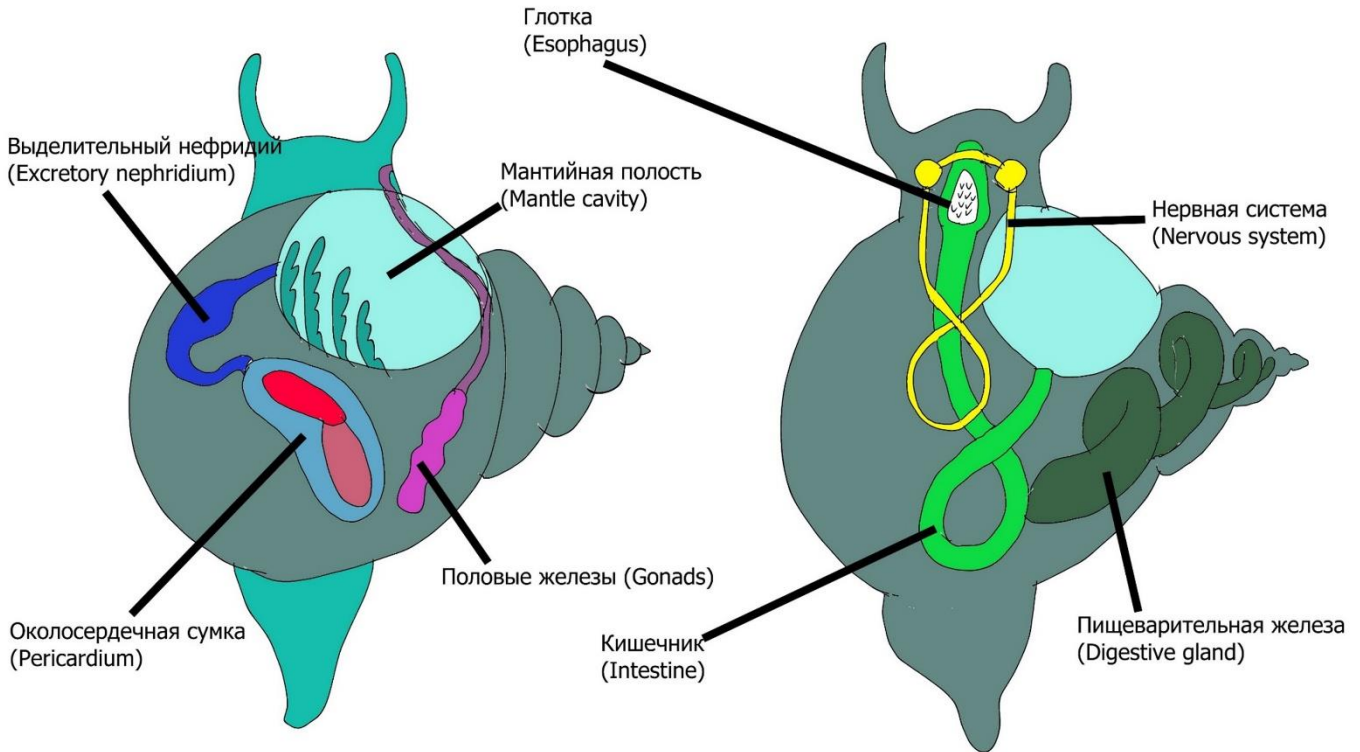 Глотка
(Esophagus)
Выделительный нефридий
(Excretory nephridium)
Мантийная полость
(Mantle cavity)
Нервная система
(Nervous system)
Половые железы (Gonads)
Околосердечная сумка
(Pericardium)
Кишечник
(Intestine)
Пищеварительная железа
(Digestive gland)